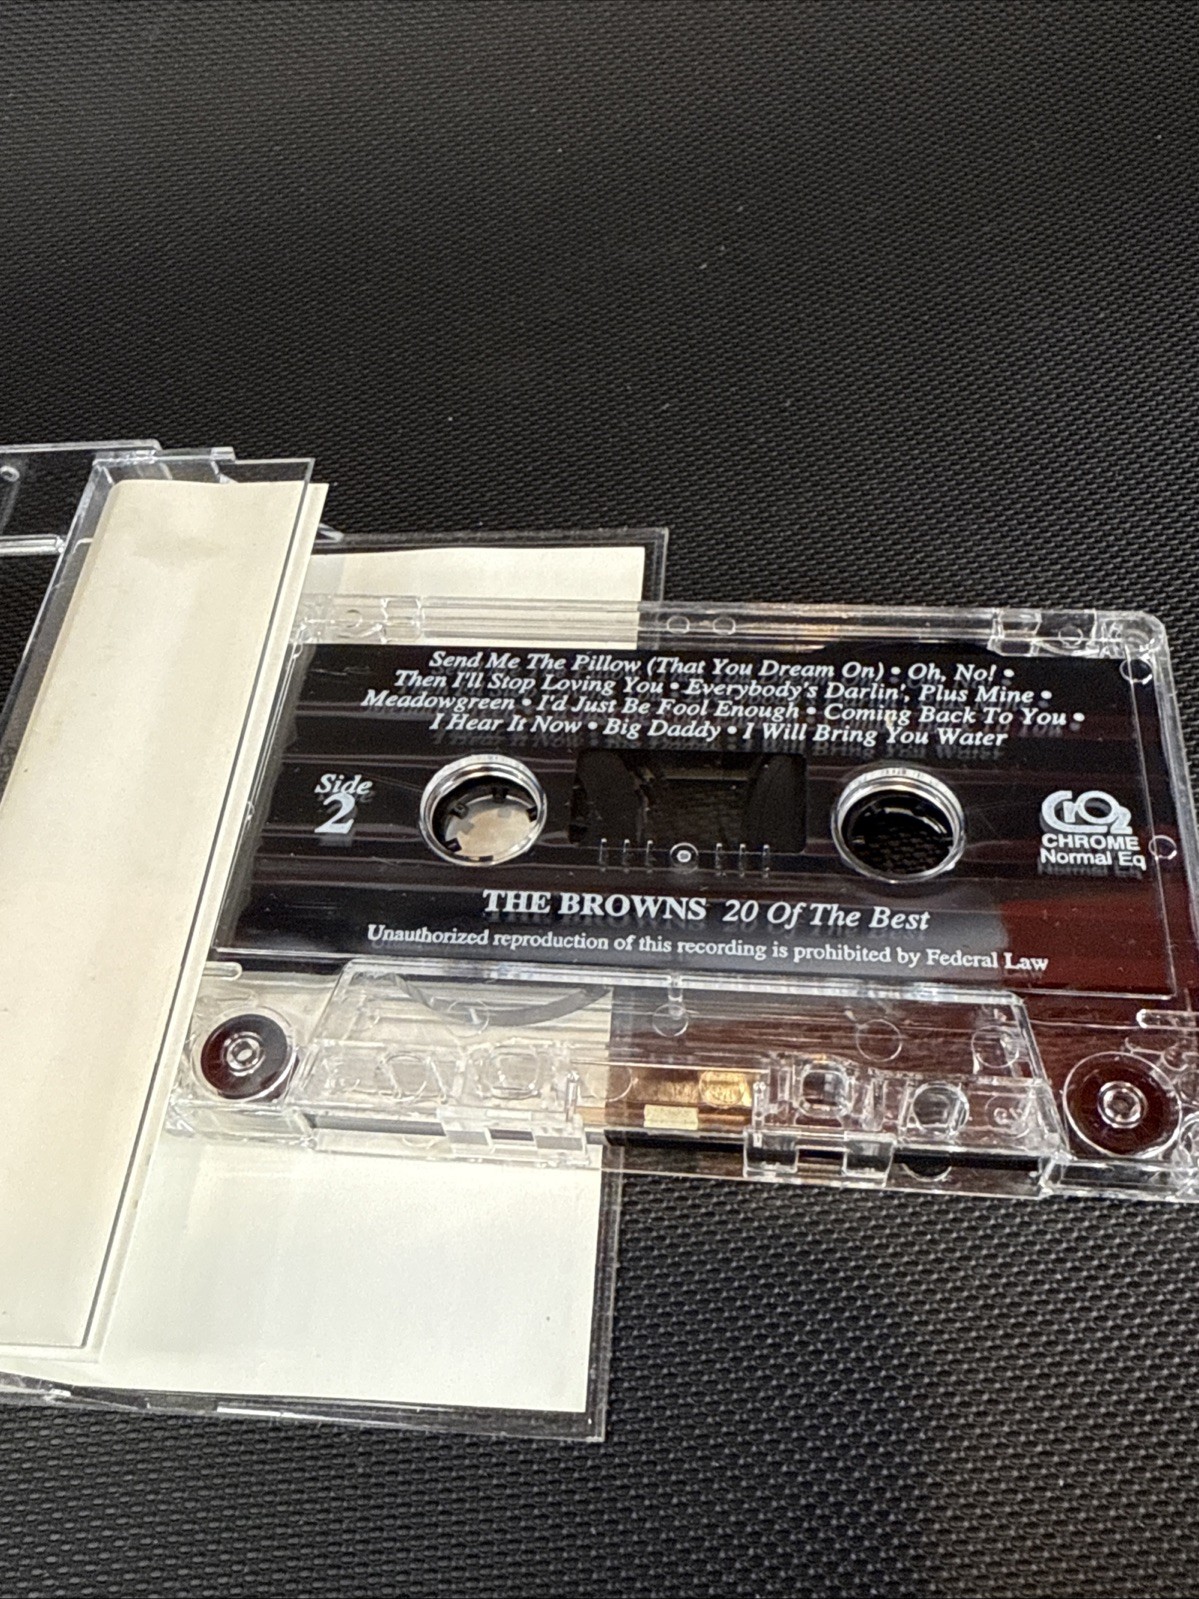 Send Me The Pillow (That You Dream On) • Oh, No! •
Then I'll Stop Loving You • Everybody's Darlin', Plus Mine •
Meadowgreen • I'd Just Be Fool Enough • Coming Back To You •
I Hear It Now • Big Daddy • I Will Bring You Water
Side
2
CrO2
CHROME
Normal Eq
THE BROWNS 20 Of The Best
Unauthorized reproduction of this recording is prohibited by Federal Law